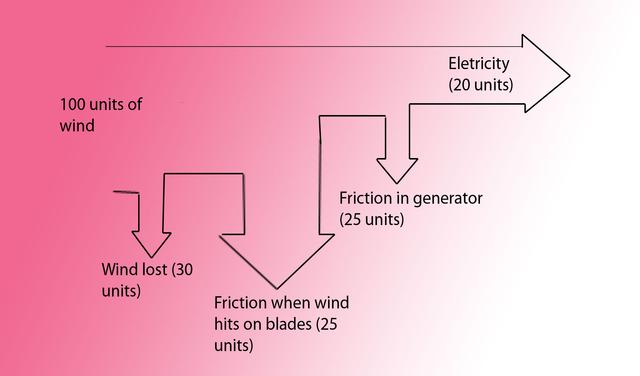 Eletricity
(20 units)
100 units of
wind
Friction in generator
(25 units)
Wind lost (30
units)
Friction when wind
hits on blades (25
units)